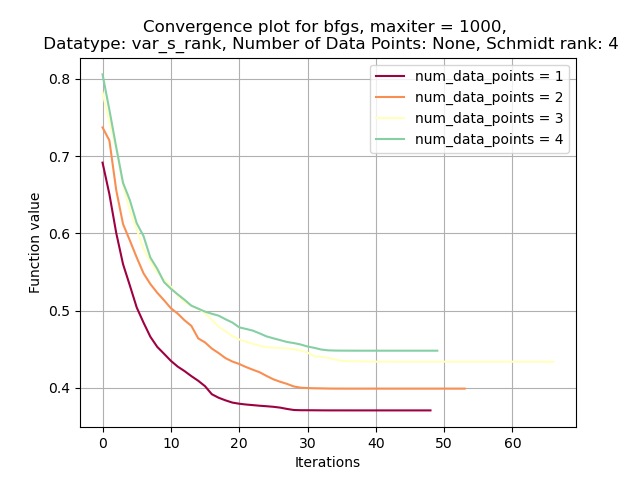 Convergence plot for bfgs, maxiter = 1000,
Datatype: var_s_rank, Number of Data Points: None, Schmidt rank: 4
num_data_points = 1
num_data_points = 2
num_data_points = 3
num_data_points = 4
Function value
0.8
0.7
0.6
0.5
0.4
0 10 20 30 40 50 60
Iterations